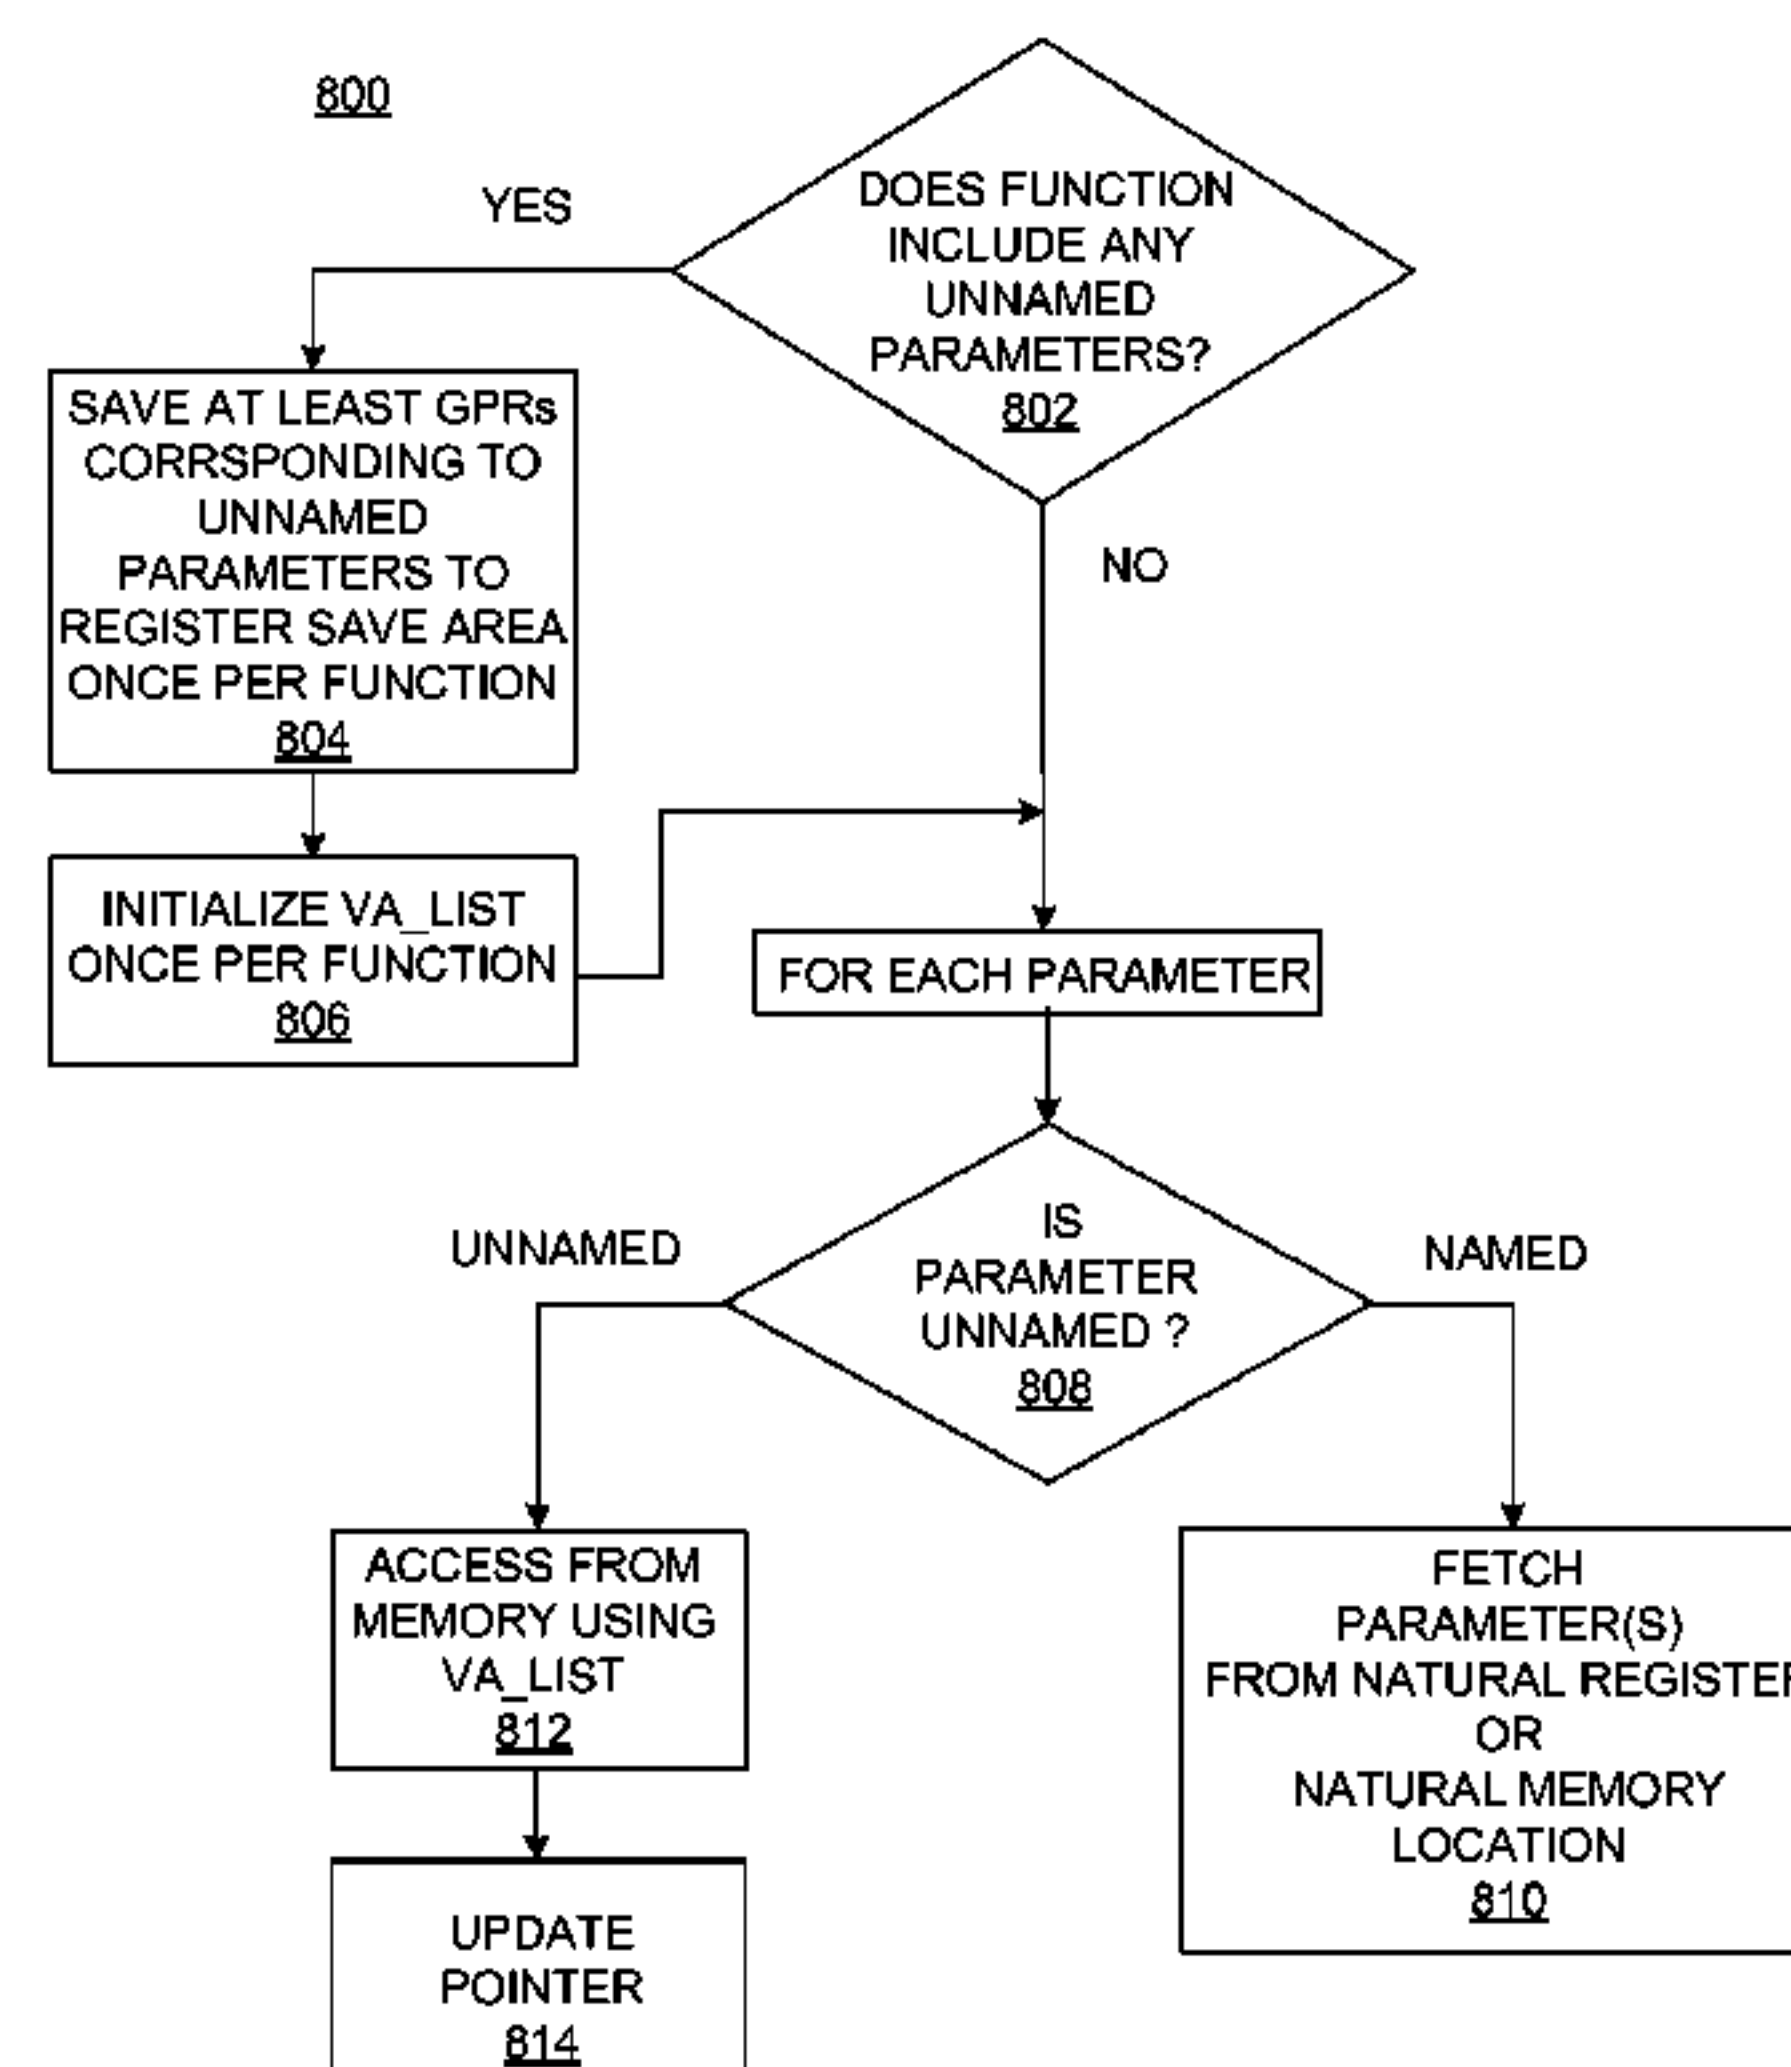 800
YES
DOES FUNCTION
INCLUDE ANY
UNNAMED
PARAMETERS?
802
NO
SAVE AT LEAST GPRs
CORRSPONDING TO
UNNAMED
PARAMETERS TO
REGISTER SAVE AREA
ONCE PER FUNCTION
804
INITIALIZE VA_LIST
ONCE PER FUNCTION
806
FOR EACH PARAMETER
UNNAMED
IS
PARAMETER
UNNAMED ?
808
NAMED
ACCESS FROM
MEMORY USING
VA_LIST
812
FETCH
PARAMETER(S)
FROM NATURAL REGISTER
OR
NATURAL MEMORY
LOCATION
810
UPDATE
POINTER
814